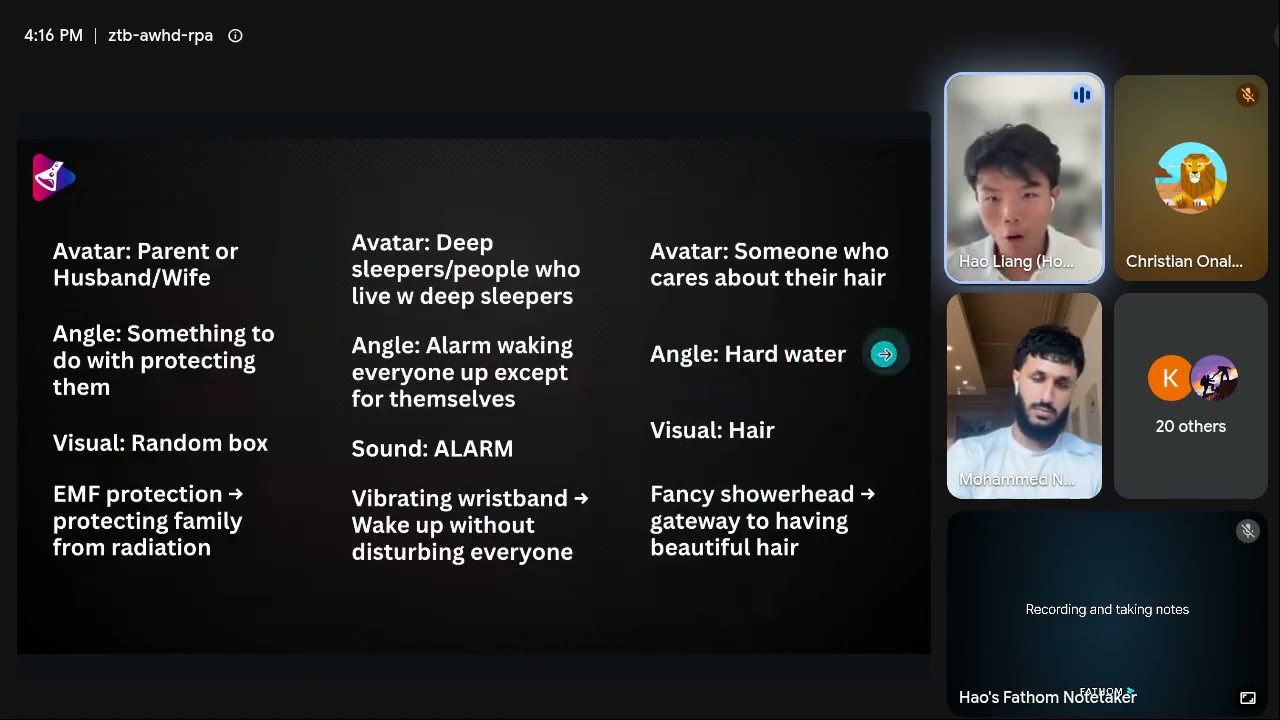 4:16 PM | ztb-awhd-rpa
Avatar: Parent or
Husband/Wife
Angle: Something to
do with protecting
them
Visual: Random box
EMF protection →
protecting family
from radiation
Avatar: Deep
sleepers/people who
live w deep sleepers
Angle: Alarm waking
everyone up except
for themselves
Sound: ALARM
Vibrating wristband →
Wake up without
disturbing everyone
Avatar: Someone who
cares about their hair
Angle: Hard water
Visual: Hair
Fancy showerhead →
gateway to having
beautiful hair
Hao Liang (Ho...
Christian Onal...
Mohammed N...
K
20 others
Recording and taking notes
FATHOM
Hao's Fathom Notetaker